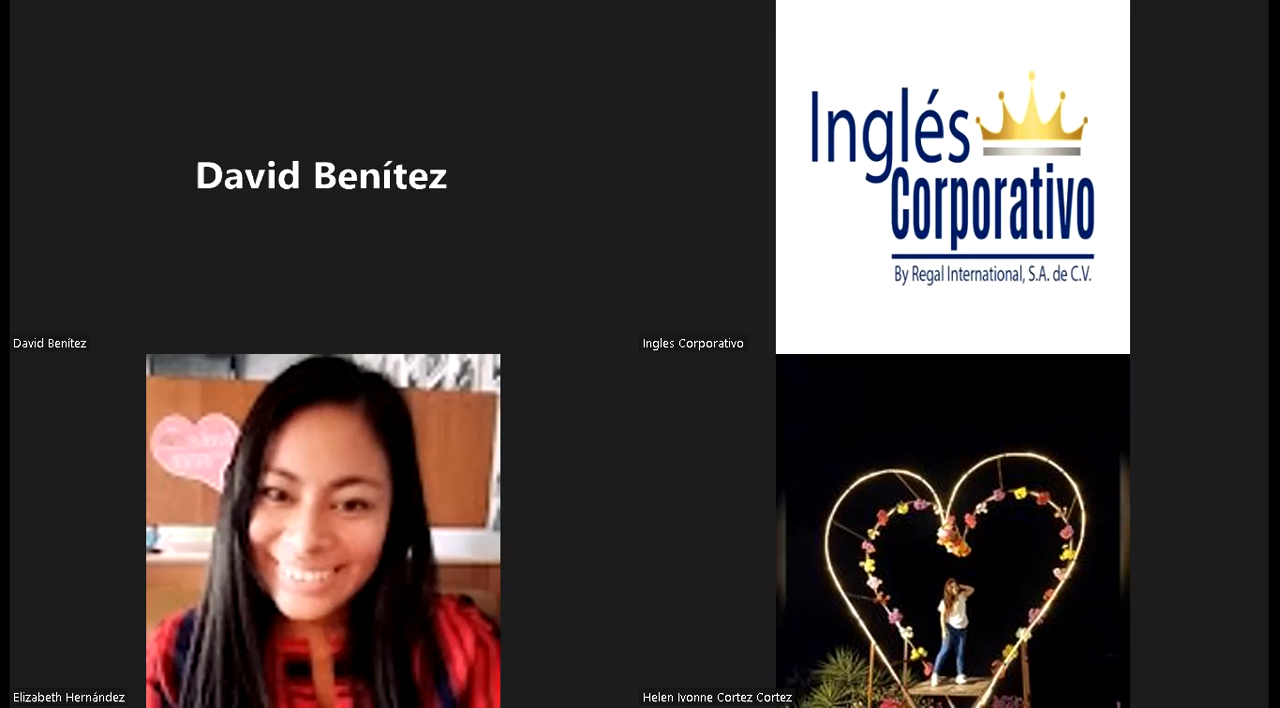 David Benítez
Inglés
Corporativo
By Regal International, S.A. de C.V.
David Benítez
Ingles Corporativo
Elizabeth Hernández
Helen Ivonne Cortez Cortez